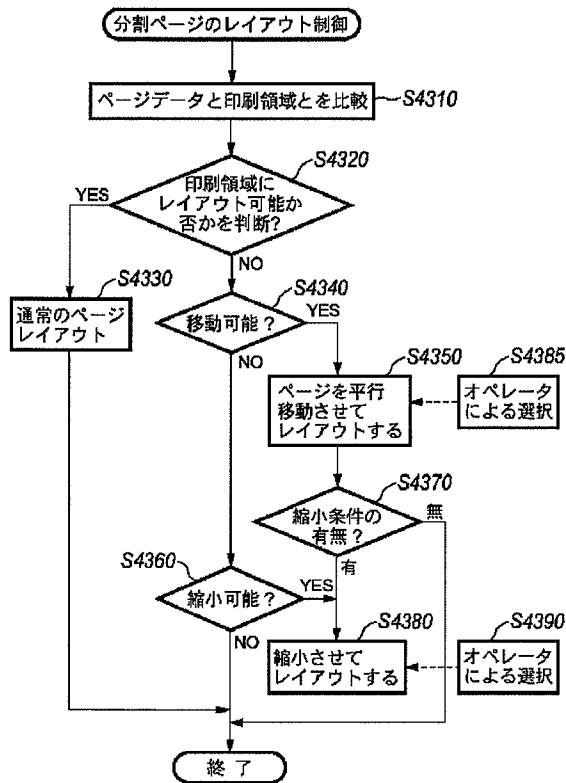 分割ページのレイアウト制御
ページデータと印刷領域とを比較
S4310
S4320
印刷領域に
レイアウト可能か
否かを判断?
YES
NO
S4330
通常のページ
レイアウト
S4340
移動可能?
YES
NO
S4350
ページを平行
移動させて
レイアウトする
S4385
オペレータ
による選択
S4370
縮小条件の
有無?
無
有
S4360
縮小可能?
YES
NO
S4380
縮小させて
レイアウトする
S4390
オペレータ
による選択
終了